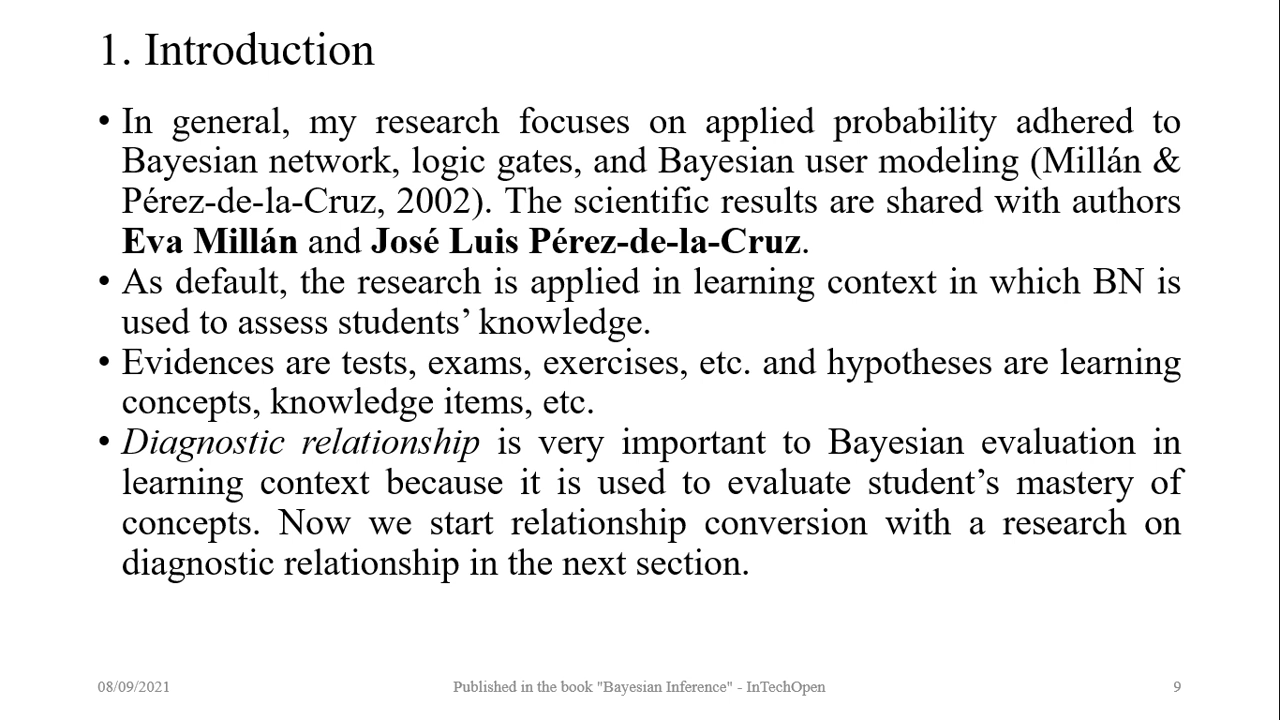 1. Introduction
• In general, my research focuses on applied probability adhered to
Bayesian network, logic gates, and Bayesian user modeling (Millán &
Pérez-de-la-Cruz, 2002). The scientific results are shared with authors
Eva Millán and José Luis Pérez-de-la-Cruz.
• As default, the research is applied in learning context in which BN is
used to assess students’ knowledge.
• Evidences are tests, exams, exercises, etc. and hypotheses are learning
concepts, knowledge items, etc.
• Diagnostic relationship is very important to Bayesian evaluation in
learning context because it is used to evaluate student’s mastery of
concepts. Now we start relationship conversion with a research on
diagnostic relationship in the next section.
08/09/2021 Published in the book "Bayesian Inference" - InTechOpen 9